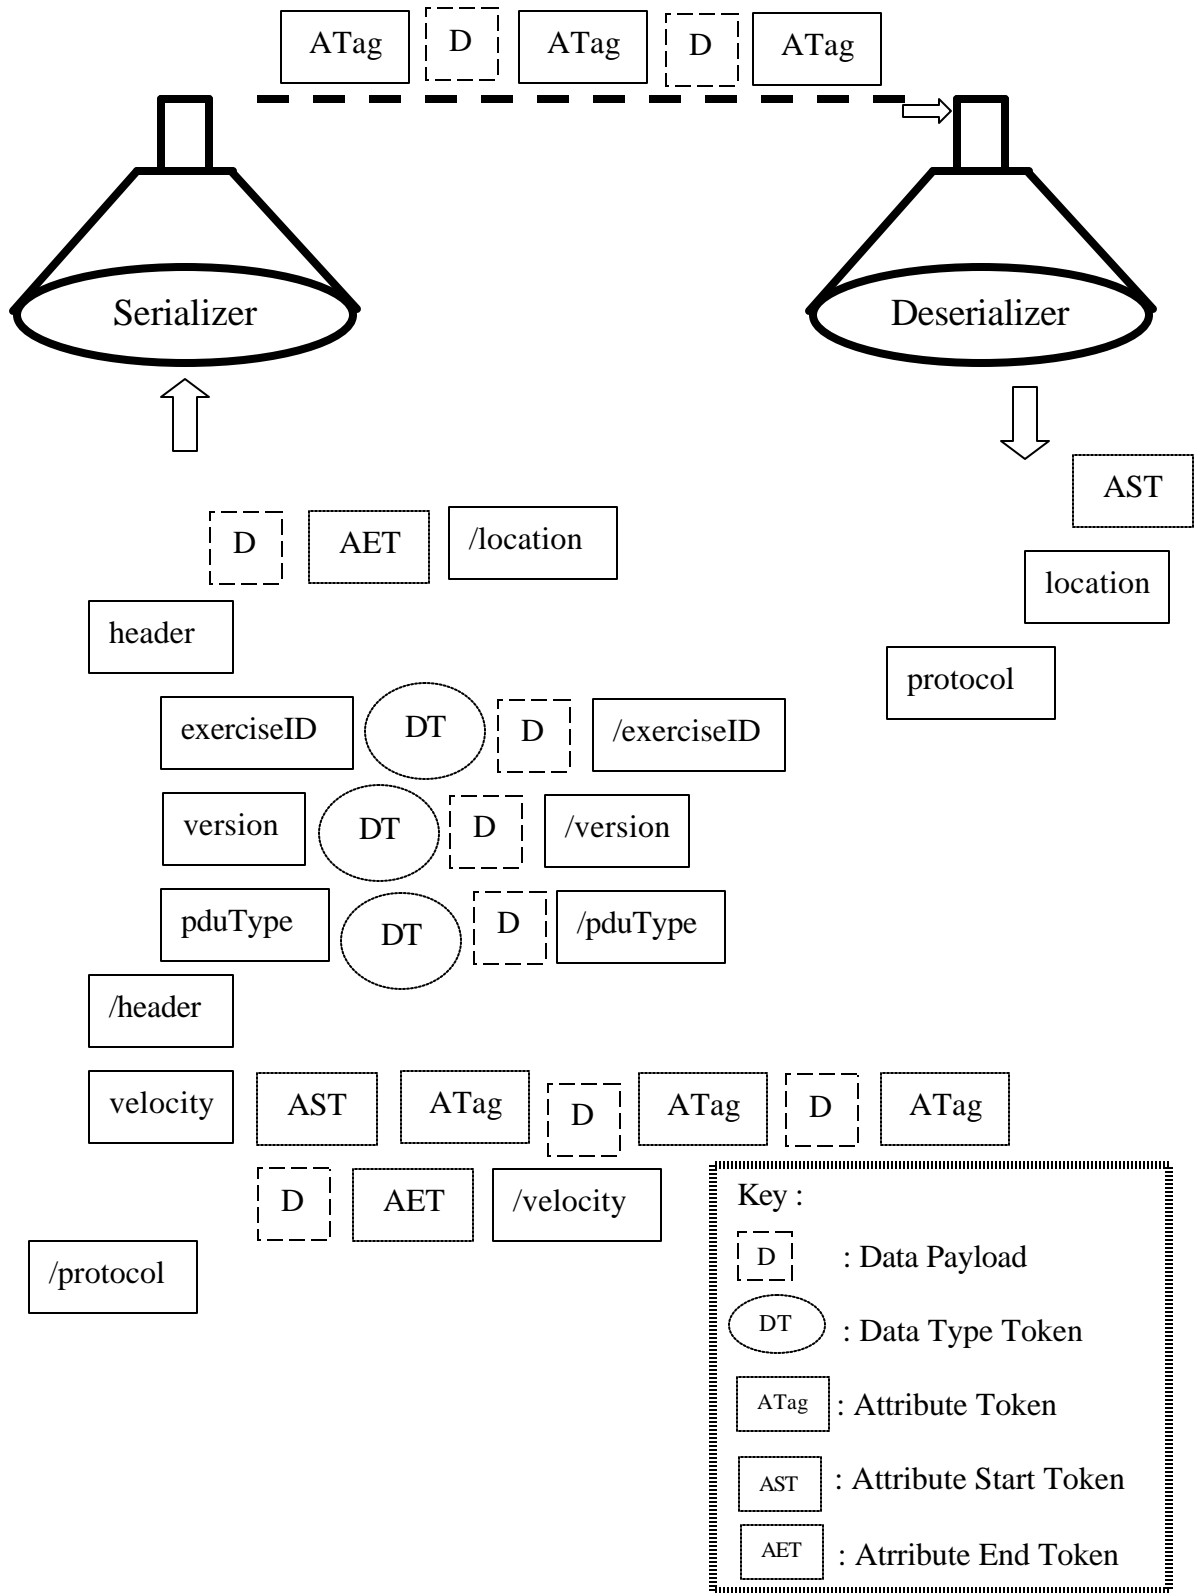 ATag D ATag D ATag
Serializer Deserializer
AST
D AET /location
location
header
protocol
exerciseID DT D /exerciseID
version DT D /version
pduType DT D /pduType
/header
velocity AST ATag D ATag D ATag
D AET /velocity
/protocol
Key :
D : Data Payload
DT : Data Type Token
ATag : Attribute Token
AST : Attribute Start Token
AET : Atrribute End Token